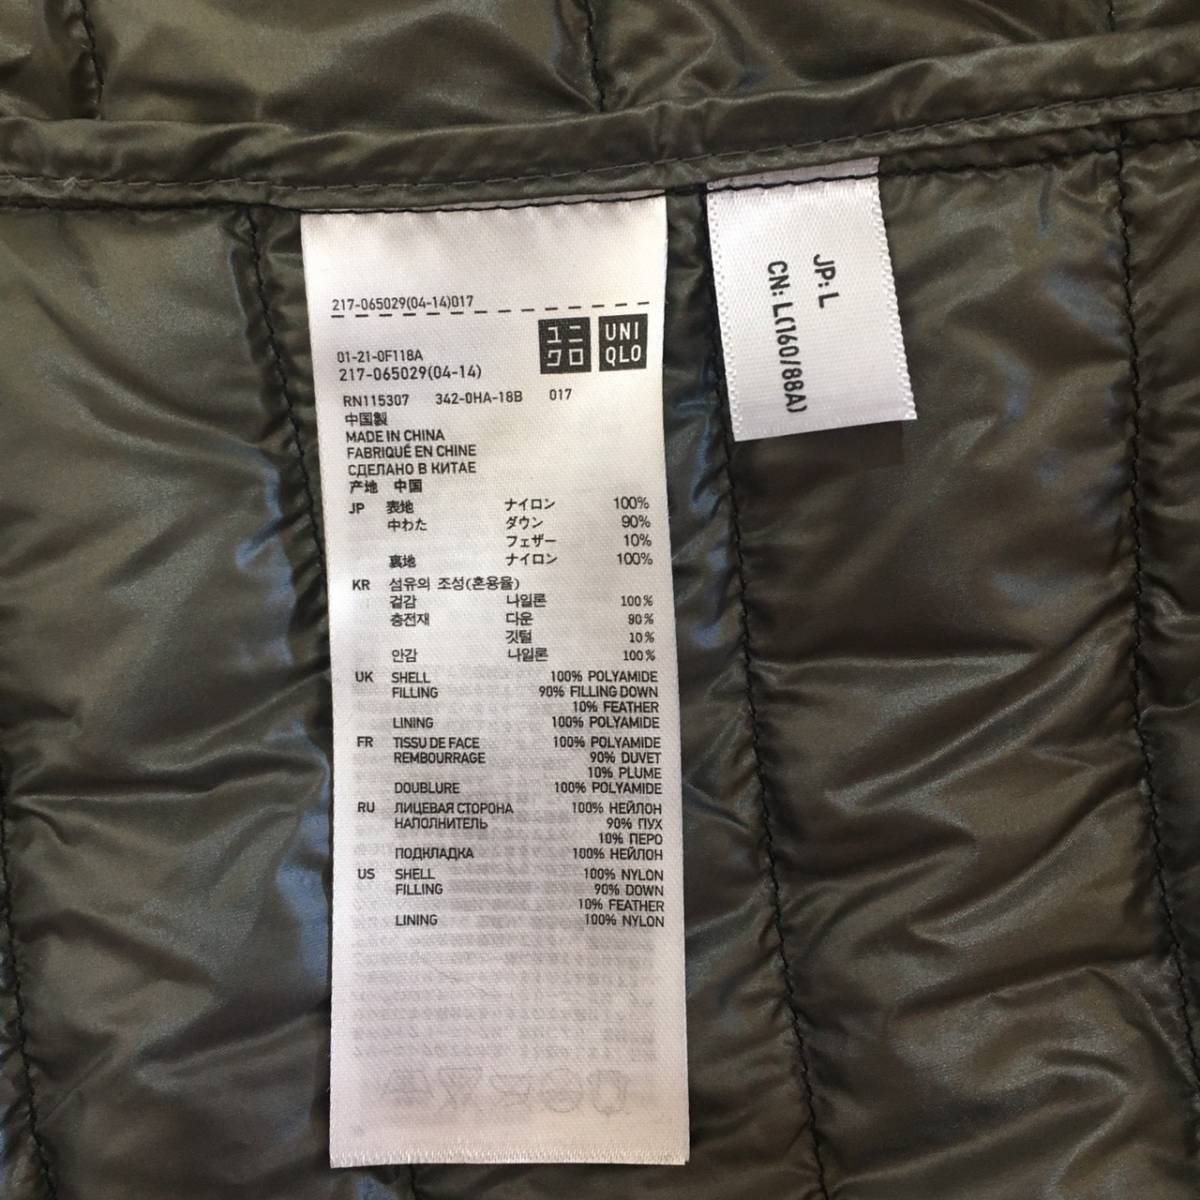 217-065029(04-14)017
ユニクロ
UNIQLO
01-21-0F118A
217-065029(04-14)
RN115307 342-0HA-18B 017
中国製
MADE IN CHINA
FABRIQUÉ EN CHINE
СДЕЛАНО В КИТАЕ
产地 中国
JP 表地 ナイロン 100%
中わた ダウン 90%
フェザー 10%
裏地 ナイロン 100%
KR 섬유의 조성(혼용율)
겉감 나일론 100%
충전재 다운 90%
깃털 10%
안감 나일론 100%
UK SHELL 100% POLYAMIDE
FILLING 90% FILLING DOWN
10% FEATHER
LINING 100% POLYAMIDE
FR TISSU DE FACE 100% POLYAMIDE
REMBOURRAGE 90% DUVET
10% PLUME
DOUBLURE 100% POLYAMIDE
RU ЛИЦЕВАЯ СТОРОНА 100% НЕЙЛОН
НАПОЛНИТЕЛЬ 90% ПУХ
10% ПЕРО
ПОДКЛАДКА 100% НЕЙЛОН
US SHELL 100% NYLON
FILLING 90% DOWN
10% FEATHER
LINING 100% NYLON
JP: L
CN: L(160/88A)